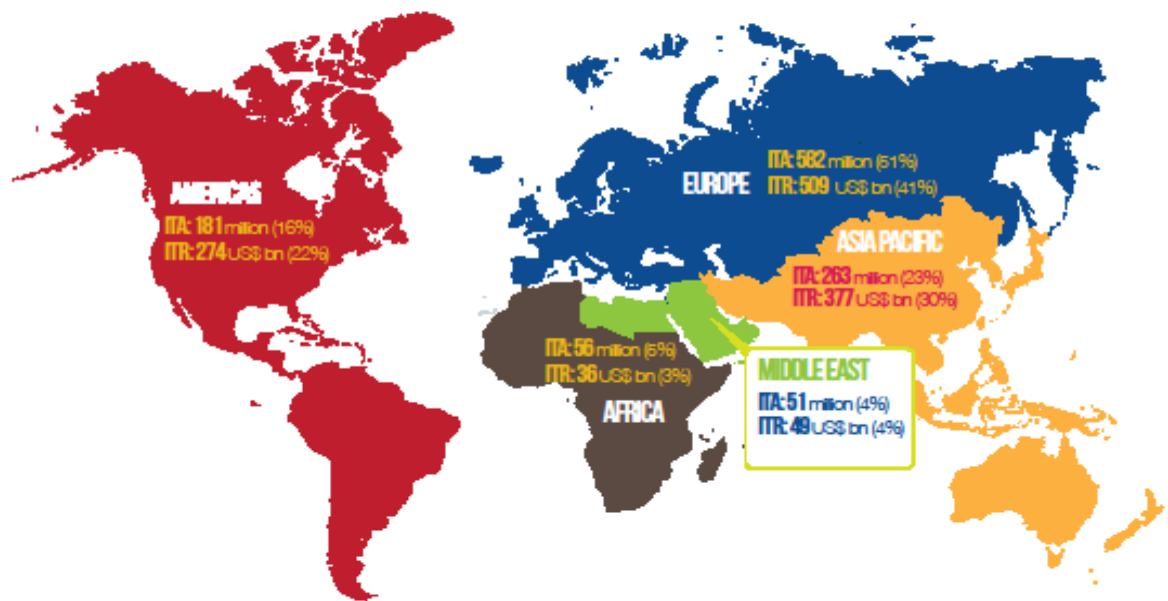 AMERICAS
ITA: 181 million (16%)
ITR: 274 US$ bn (22%)
EUROPE
ITA: 582 million (51%)
ITR: 509 US$ bn (41%)
ASIA PACIFIC
ITA: 263 million (23%)
ITR: 377 US$ bn (30%)
ITA: 56 million (5%)
ITR: 36 US$ bn (3%)
AFRICA
MIDDLE EAST
ITA: 51 million (4%)
ITR: 49 US$ bn (4%)